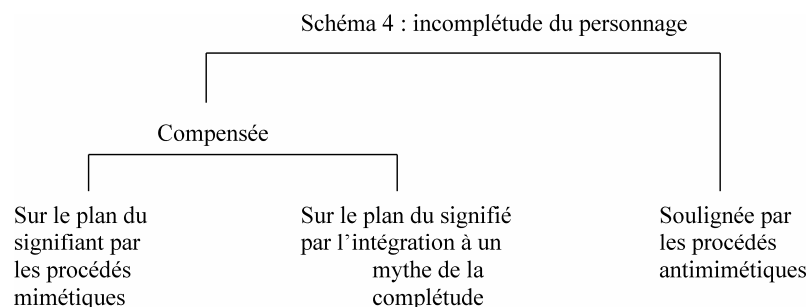 Schéma 4 : incomplétude du personnage
Compensée
Sur le plan du
signifiant par
les procédés
mimétiques
Sur le plan du signifié
par l’intégration à un
mythe de la
complétude
Soulignée par
les procédés
antimimétiques